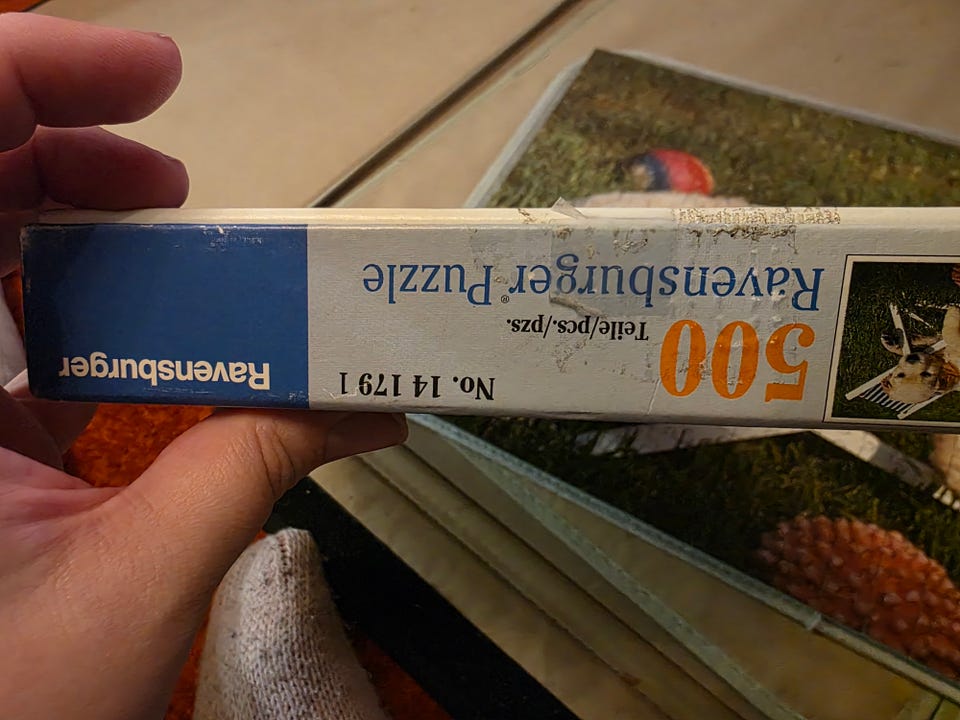 Ravensburger® Puzzle
500 Teile/pcs./pzs.
No. 14 179 1
Ravensburger